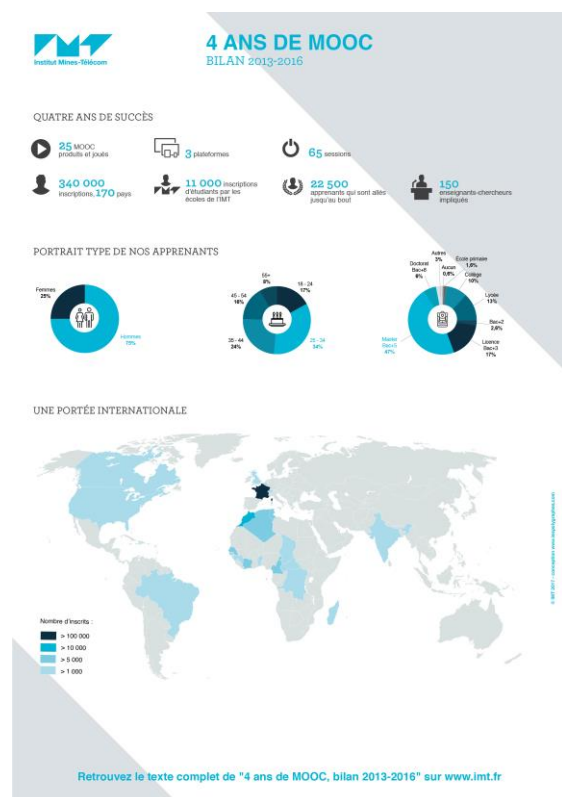 Institut Mines-Télécom
4 ANS DE MOOC
BILAN 2013-2016
QUATRE ANS DE SUCCÈS
25 MOOC
produits et joués
3 plateformes
65 sessions
340 000
inscriptions, 170 pays
11 000 inscriptions
d'étudiants par les
écoles de l'IMT
22 500
apprenants qui sont allés
jusqu'au bout
150
enseignants-chercheurs
impliqués
PORTRAIT TYPE DE NOS APPRENANTS
Femmes
25%
Hommes
75%
55+
8%
18 - 24
17%
45 - 54
16%
35 - 44
24%
25 - 34
34%
Autres
3%
École primaire
1,6%
Doctorat
Bac+8
6%
Aucun
0,6%
Collège
10%
Lycée
13%
Bac+2
2,6%
Licence
Bac+3
17%
Master
Bac+5
47%
UNE PORTÉE INTERNATIONALE
Nombre d'inscrits :
> 100 000
> 10 000
> 5 000
> 1 000
Retrouvez le texte complet de "4 ans de MOOC, bilan 2013-2016" sur www.imt.fr